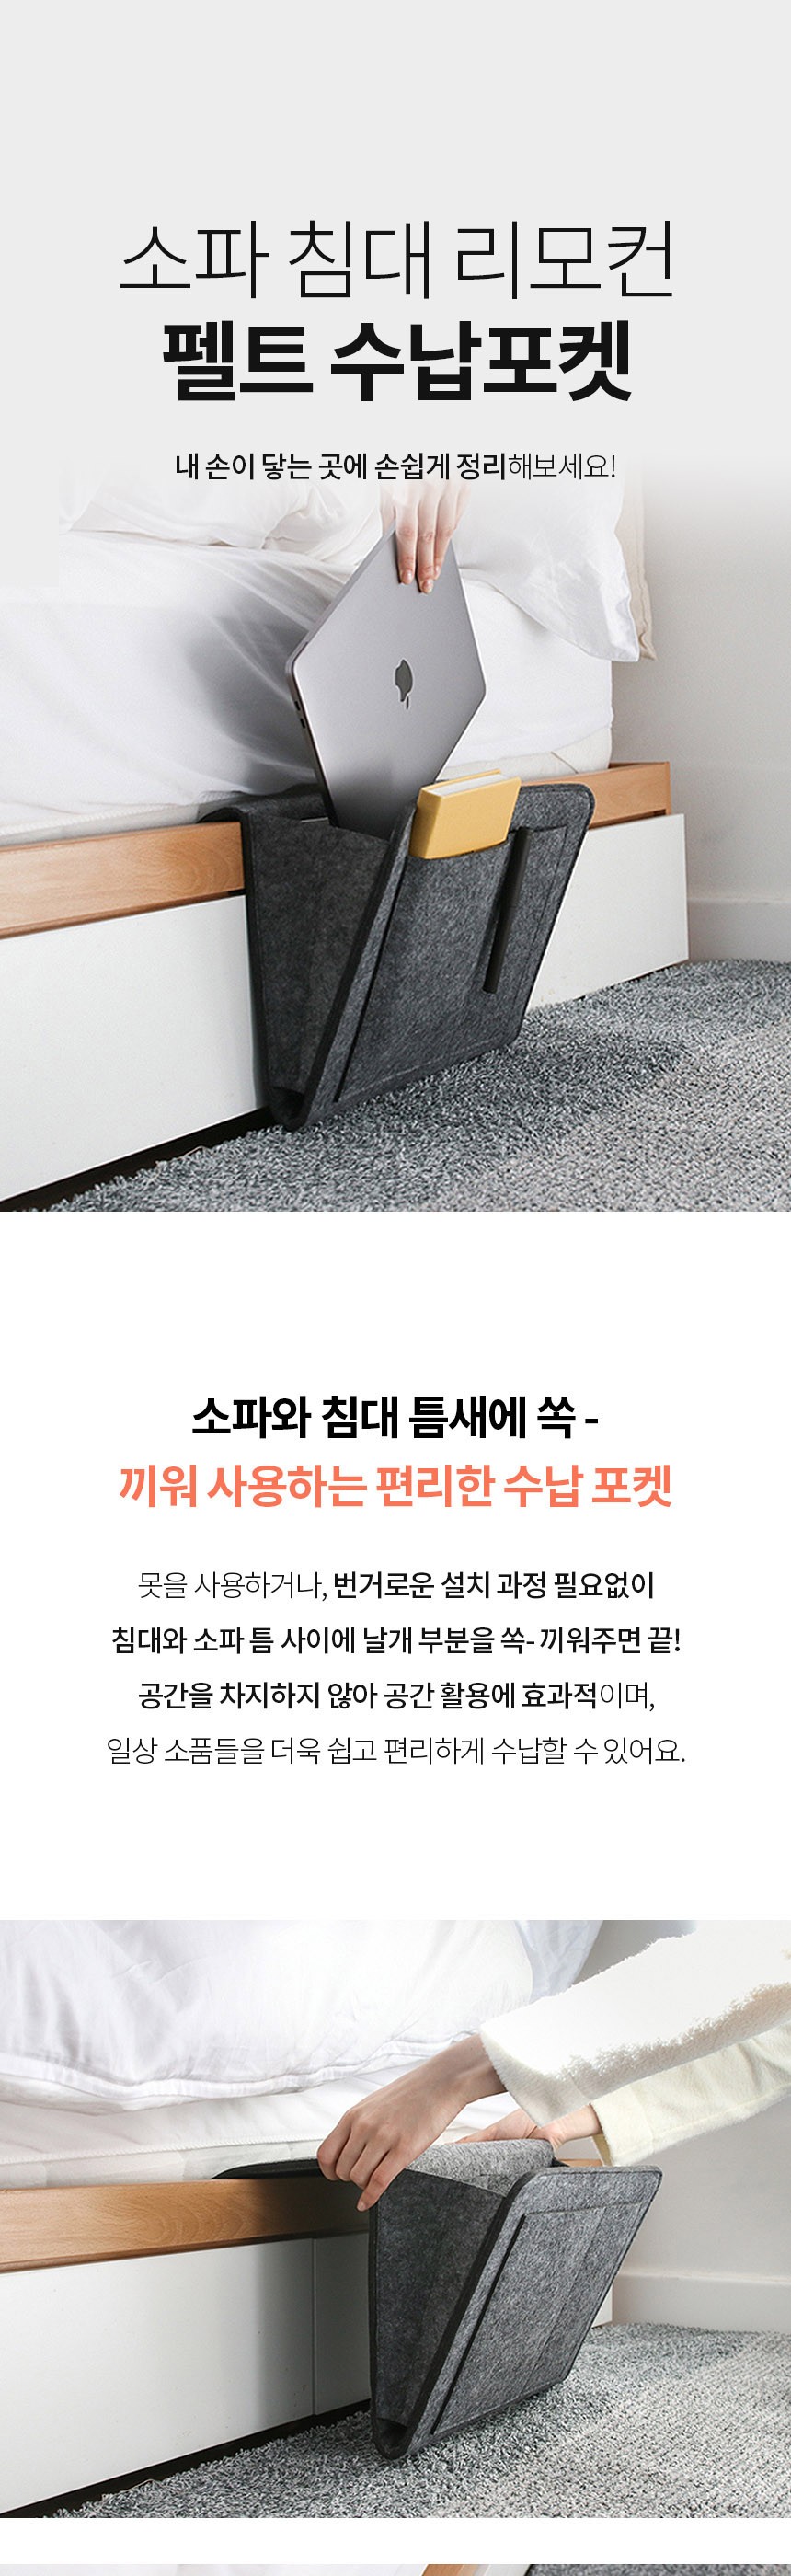 소파 침대 리모컨
펠트 수납포켓
내 손이 닿는 곳에 손쉽게 정리해보세요!
소파와 침대 틈새에 쏙 -
끼워 사용하는 편리한 수납 포켓
못을 사용하거나, 번거로운 설치 과정 필요없이
침대와 소파 틈 사이에 날개 부분을 쏙- 끼워주면 끝!
공간을 차지하지 않아 공간 활용에 효과적이며,
일상 소품들을 더욱 쉽고 편리하게 수납할 수 있어요.